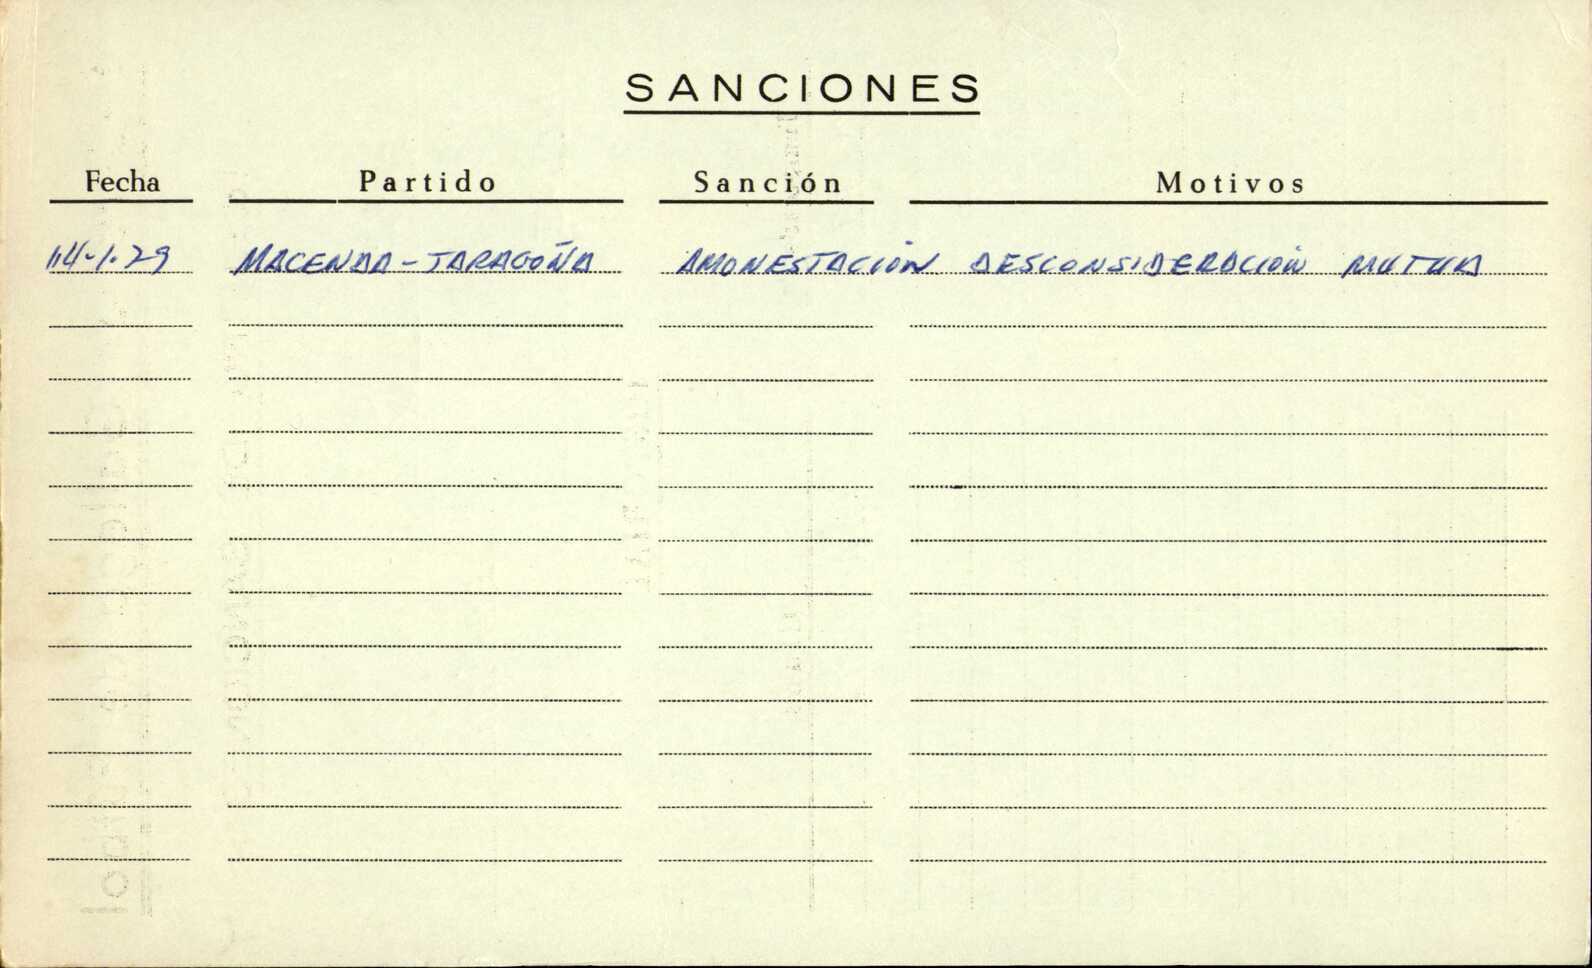 SANCIONES
Fecha Partido Sanción Motivos
14-1-79 MACENDA - TARAGOÑA AMONESTACIÓN DESCONSIDERACIÓN MUTUA